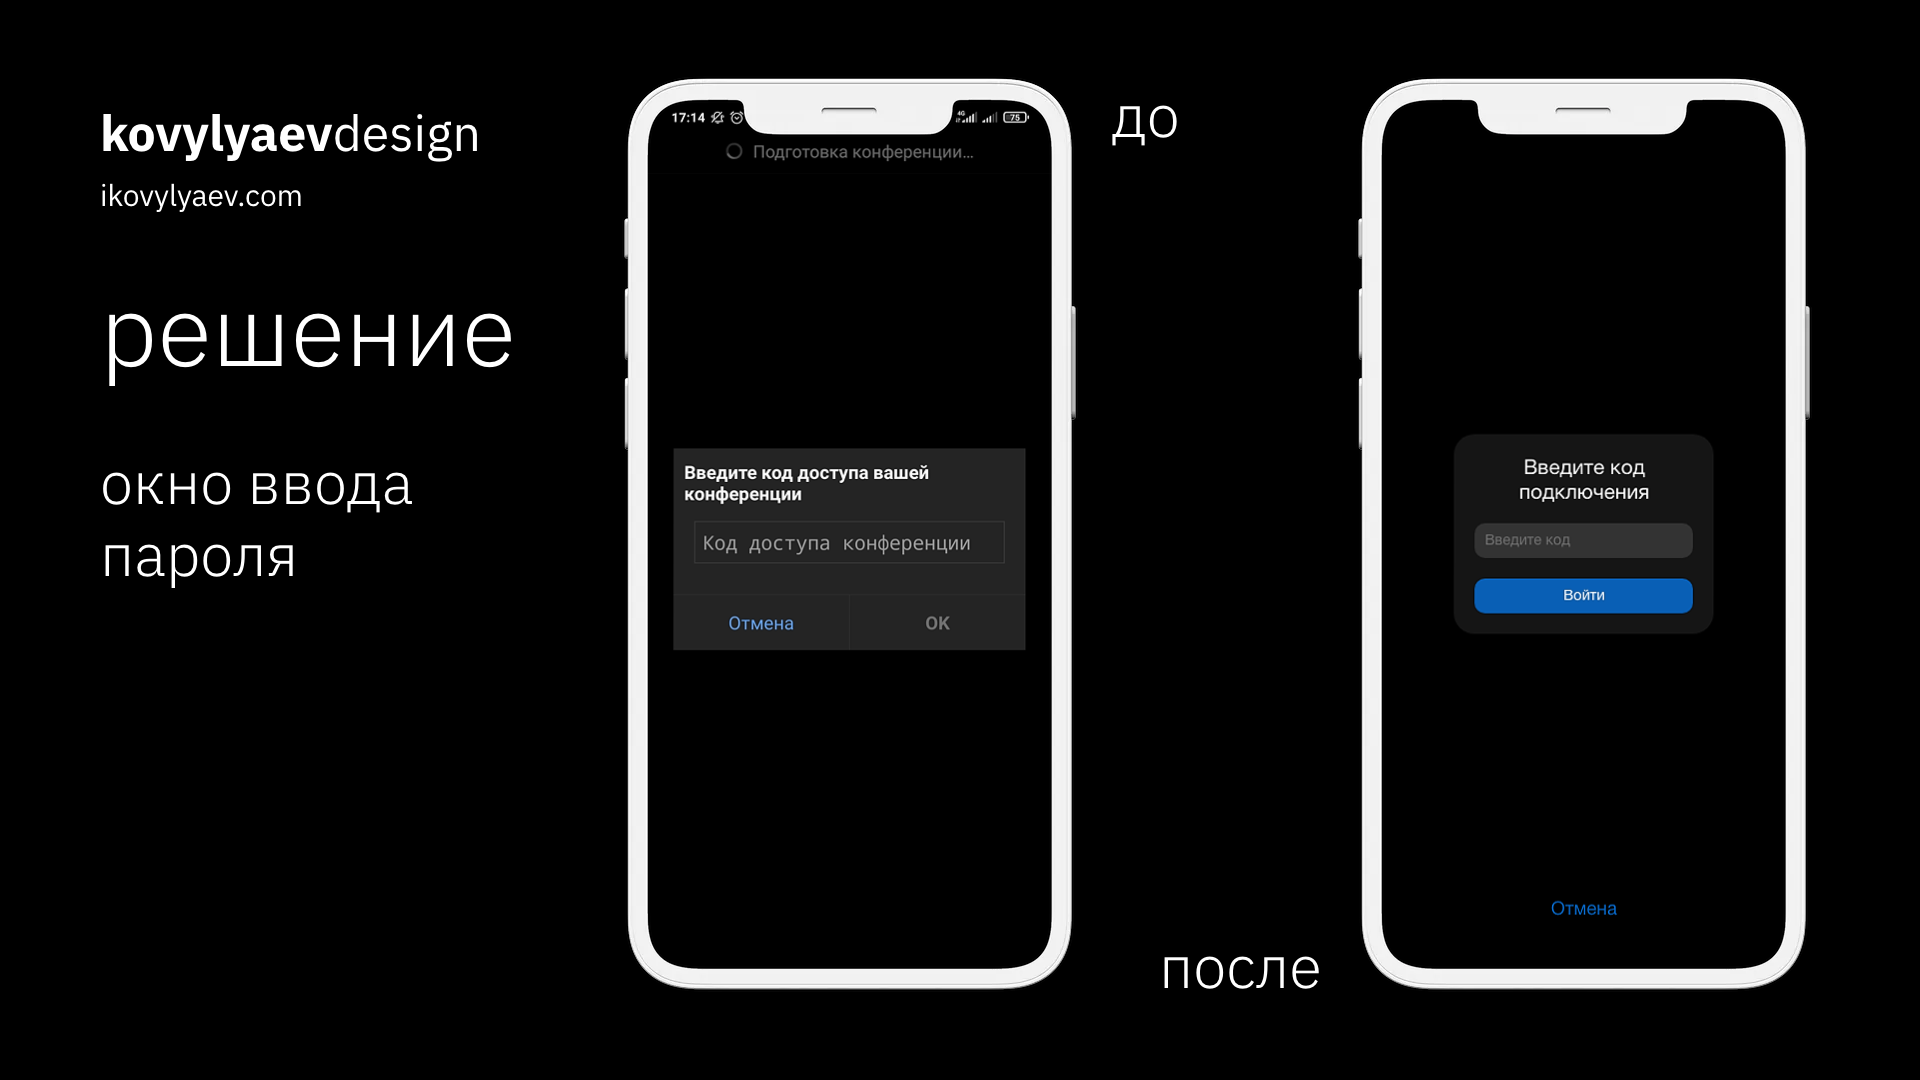 kovylyaevdesign
ikovylyaev.com
решение
окно ввода
пароля
17:14
4G
75
Подготовка конференции...
Введите код доступа вашей
конференции
Код доступа конференции
Отмена
OK
до
после
Введите код
подключения
Введите код
Войти
Отмена